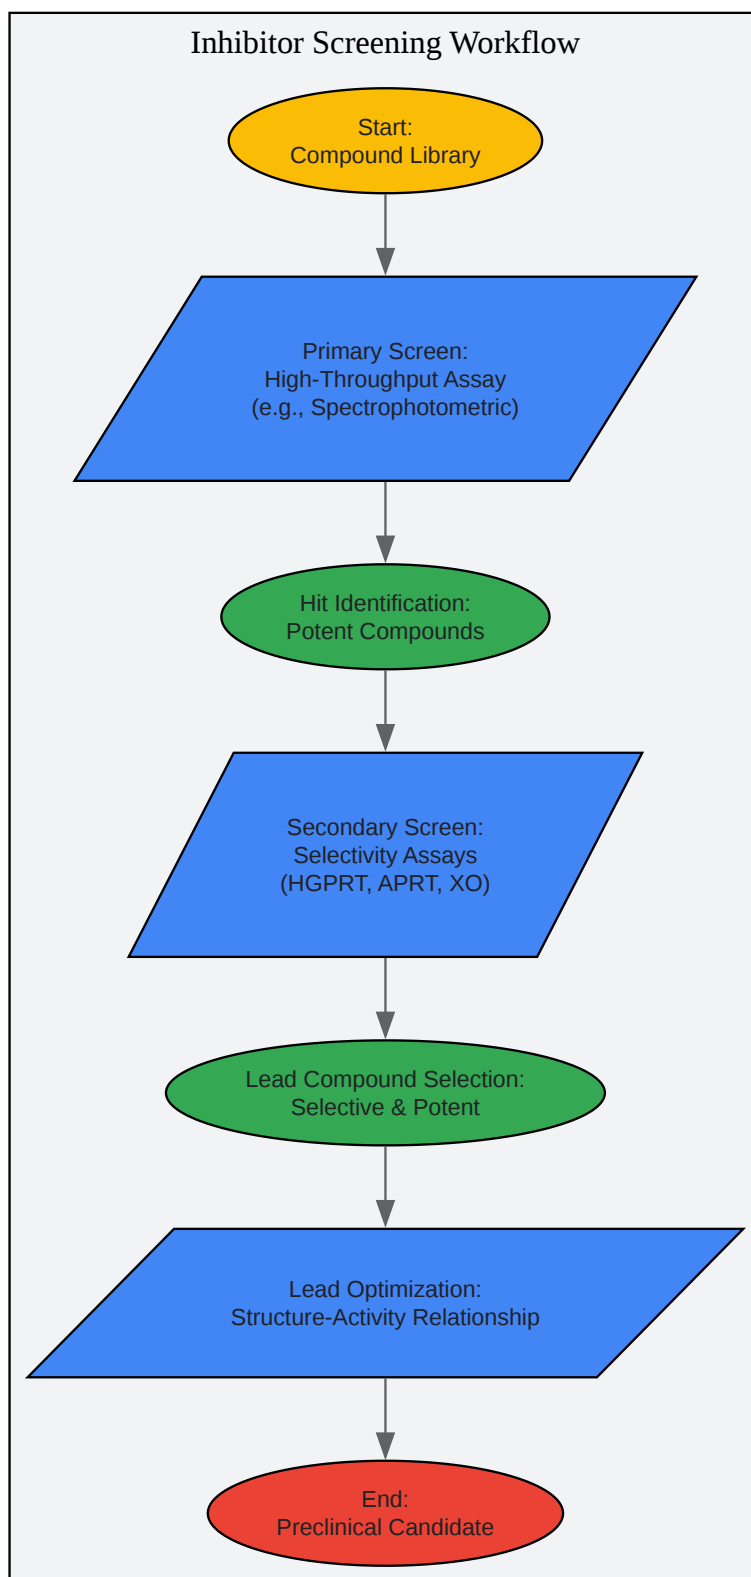 Inhibitor Screening Workflow
Start:
Compound Library
Primary Screen:
High-Throughput Assay
(e.g., Spectrophotometric)
Hit Identification:
Potent Compounds
Secondary Screen:
Selectivity Assays
(HGPRT, APRT, XO)
Lead Compound Selection:
Selective & Potent
Lead Optimization:
Structure-Activity Relationship
End:
Preclinical Candidate